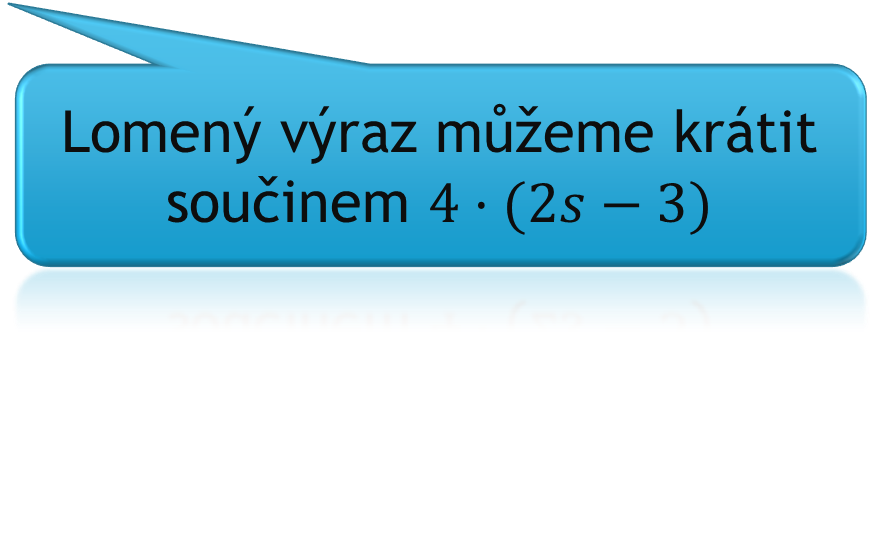 Lomený výraz můžeme krátit
součinem 4 · (2s − 3)